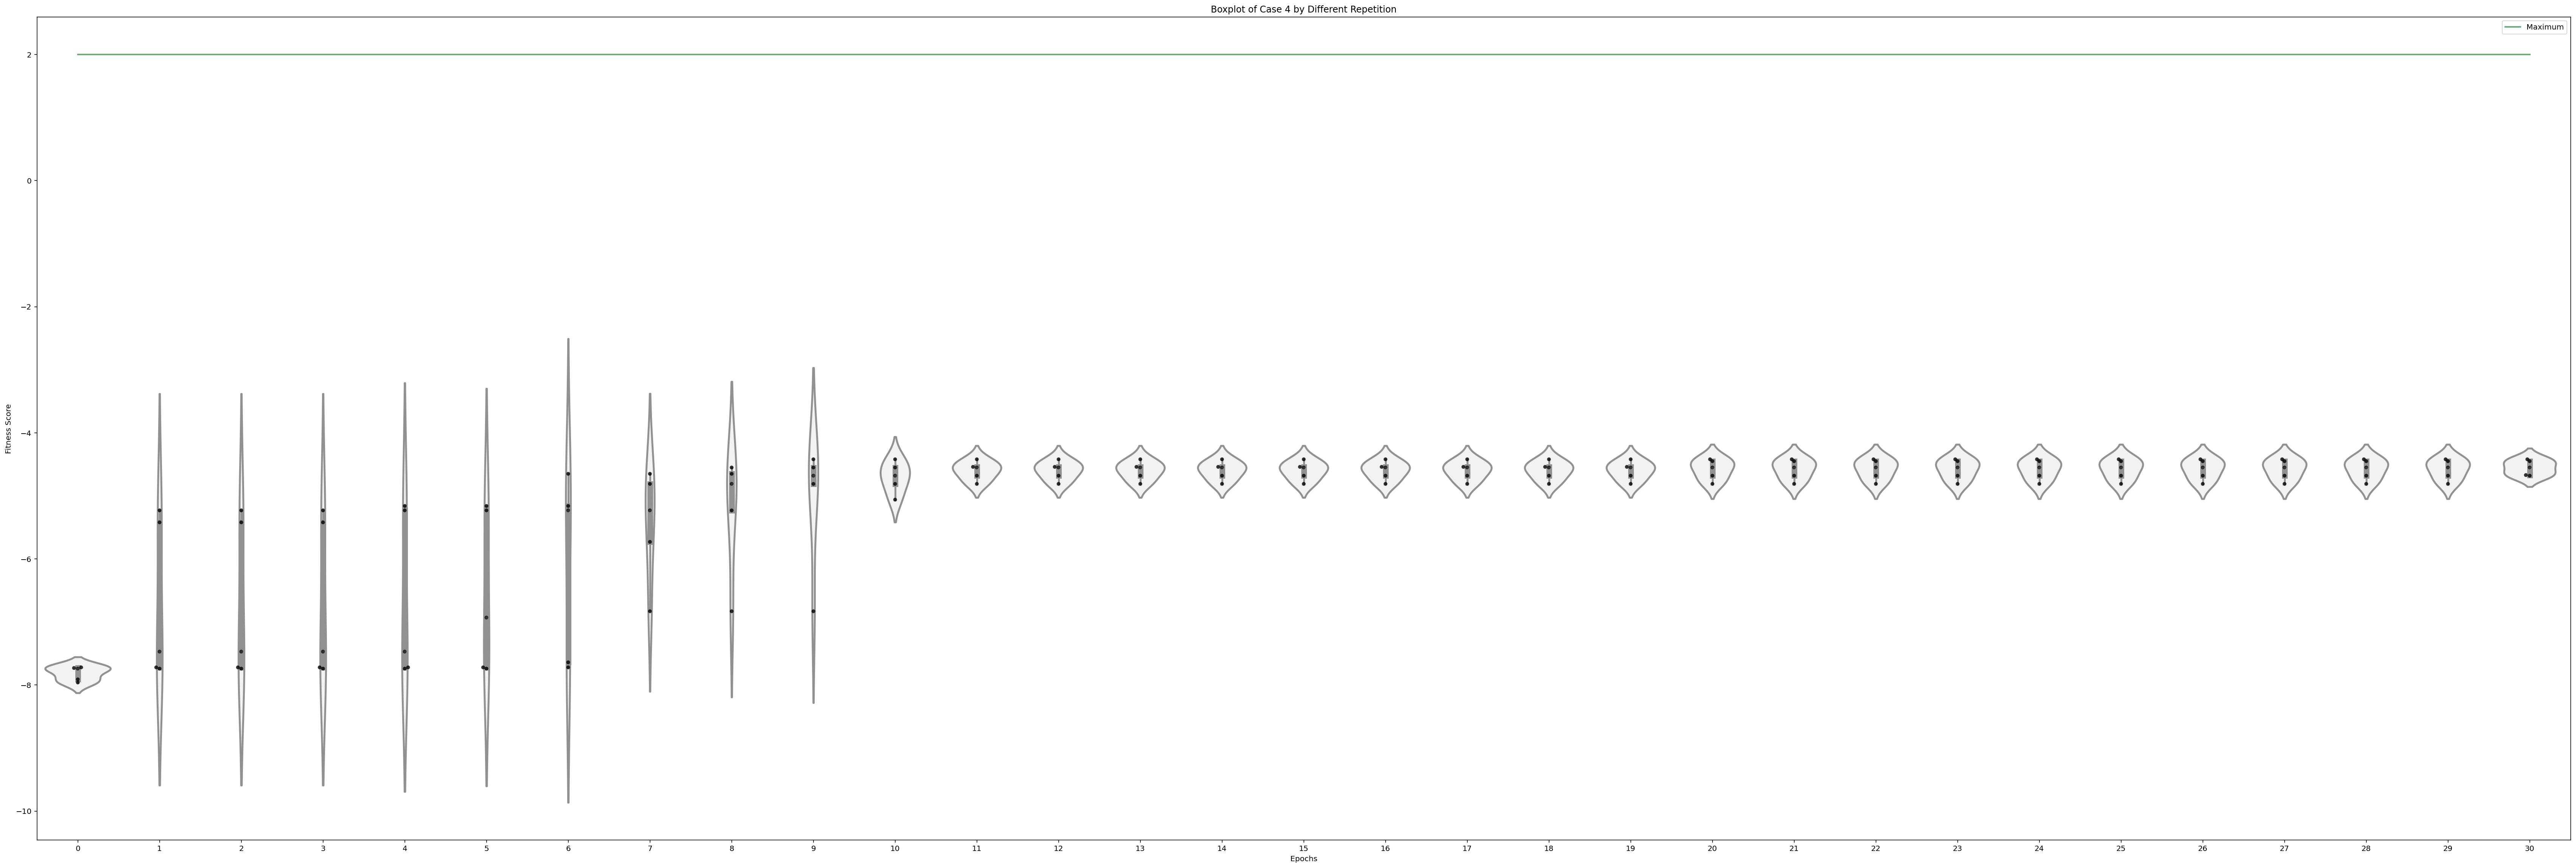 Boxplot of Case 4 by Different Repetition
Maximum
2
0
−2
−4
−6
−8
−10
Fitness Score
0 1 2 3 4 5 6 7 8 9 10 11 12 13 14 15 16 17 18 19 20 21 22 23 24 25 26 27 28 29 30
Epochs